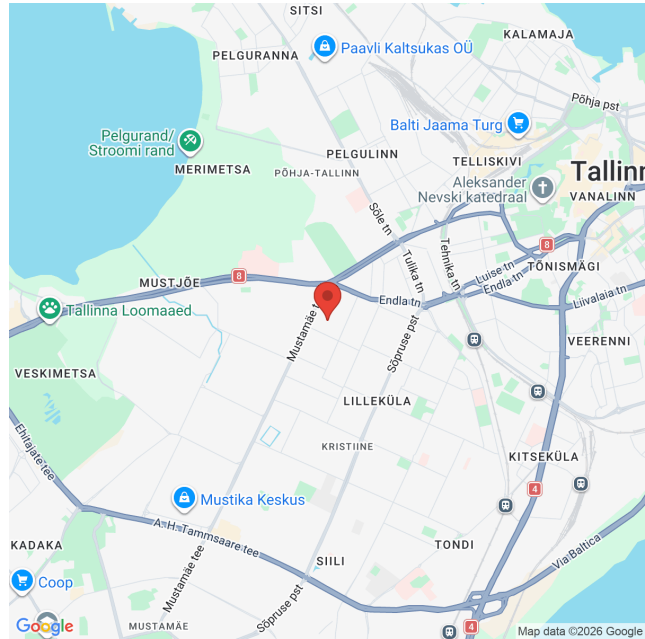 SITSI
KALAMAJA
Paavli Kaltsukas OÜ
PELGURANNA
Põhja pst
Balti Jaama Turg
Pelgurand/
Stroomi rand
PELGULINN
TELLISKIVI
MERIMETSA
PÕHJA-TALLINN
Tallinn
Aleksander
Nevski katedraal
VANALINN
Söle tn
Tulika tn
Tehnika tn
8
TÕNISMÄGI
8
MUSTJÕE
Luise tn
Endla tn
Endla tn
Liivalaia tn
Tallinna Loomaaed
Mustamäe t
Sõpruse pst
VEERENNI
VESKIMETSA
LILLEKÜLA
Ehitajate tee
KRISTIINE
KITSEKÜLA
4
Mustika Keskus
A. H. Tammsaare tee
KADAKA
Mustamäe tee
TONDI
SIILI
Via Baltica
Coop
Sõpruse pst
MUSTAMÄE
4
Google
Map data ©2026 Google